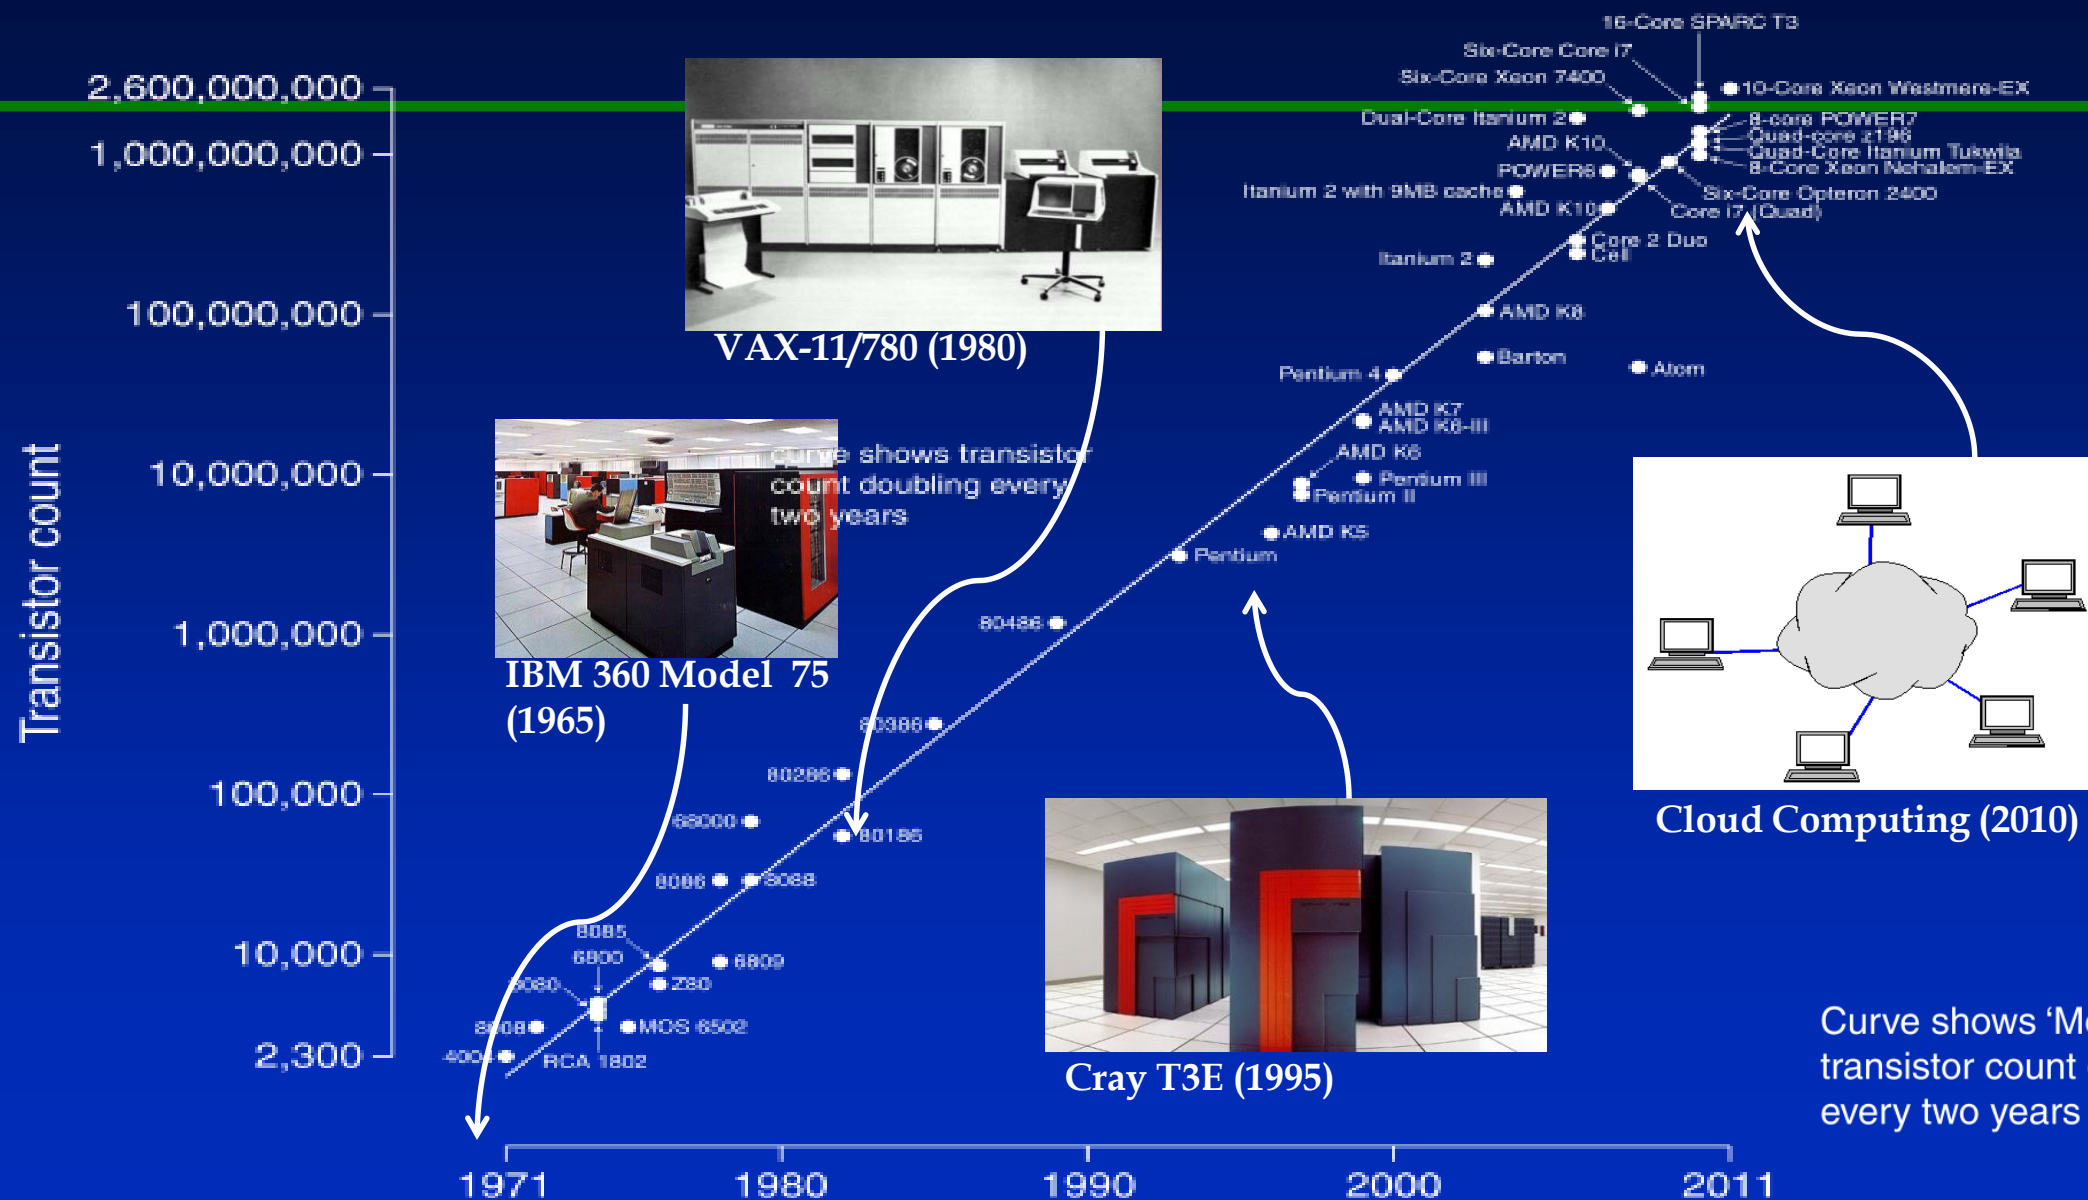 16-Core SPARC T3
Six-Core Core i7
Six-Core Xeon 7400
10-Core Xeon Westmere-EX
Dual-Core Itanium 2
8-core POWER7
Quad-core z196
AMD K10
Quad-Core Itanium Tukwila
8-Core Xeon Nehalem-EX
POWER6
Itanium 2 with 9MB cache
Six-Core Opteron 2400
AMD K10
Core i7 (Quad)
Core 2 Duo
Cell
Itanium 2
AMD K8
Barton
Atom
Pentium 4
AMD K7
AMD K6-III
AMD K6
Pentium III
Pentium II
AMD K5
Pentium
80486
80386
80286
68000
80186
8086
8088
8085
6800
6809
8080
Z80
8008
MOS 6502
4004
RCA 1802
2,600,000,000
1,000,000,000
100,000,000
10,000,000
1,000,000
100,000
10,000
2,300
Transistor count
1971
1980
1990
2000
2011
VAX-11/780 (1980)
curve shows transistor
count doubling every
two years
IBM 360 Model 75
(1965)
Cray T3E (1995)
Cloud Computing (2010)
Curve shows
transistor count
every two years